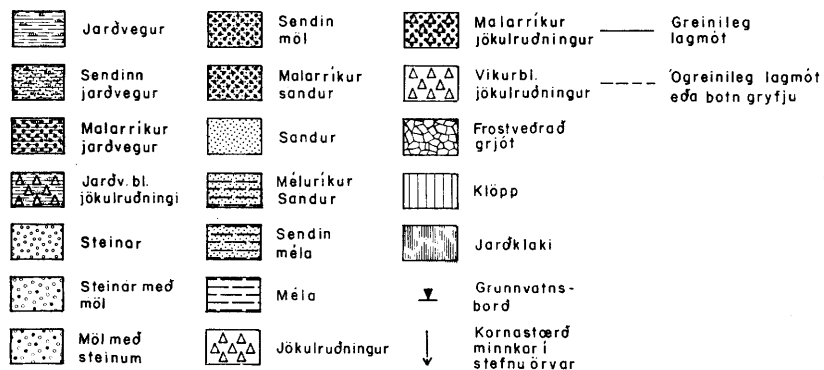 Jarðvegur
Sendinn
jarðvegur
Malarríkur
jarðvegur
Jarðv. bl.
jökulruðningi
Steinar
Steinar með
möl
Möl með
steinum
Sendin
möl
Malarríkur
sandur
Sandur
Méluríkur
Sandur
Sendin
méla
Méla
Jökulruðningur
Malarríkur
jökulruðningur
Vikurbl.
jökulruðningur
Frostveðrað
grjót
Klöpp
Jarðklaki
Grunnvatns-
borð
Kornastærð
minnkar í
stefnu örvar
Greinileg
lagmót
Ógreinileg lagmót
eða botn gryfju